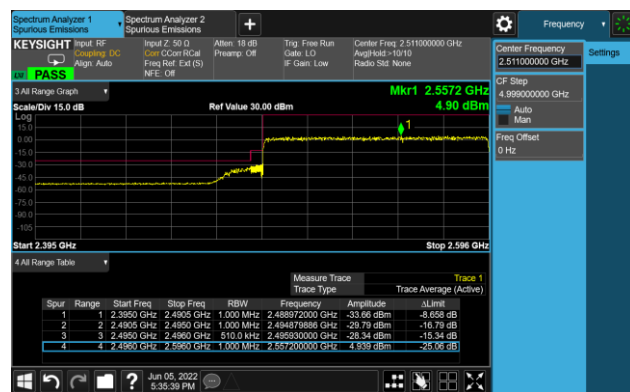 Spectrum Analyzer 1
Spurious Emissions
Spectrum Analyzer 2
Spurious Emissions
Frequency
KEYSIGHT
Input: RF
Coupling: DC
Align: Auto
Input Z: 50 Ω
Corr CCorr RCal
Freq Ref: Ext (S)
NFE: Off
Atten: 18 dB
Preamp: Off
Trig: Free Run
Gate: LO
IF Gain: Low
Center Freq: 2.511000000 GHz
Avg|Hold:>10/10
Radio Std: None
PASS
Center Frequency
2.511000000 GHz
Settings
CF Step
4.999000000 GHz
Auto
Man
Freq Offset
0 Hz
3 All Range Graph
Mkr1 2.5572 GHz
Scale/Div 15.0 dB
Ref Value 30.00 dBm
4.90 dBm
Log
15.0
0.00
-15.0
-30.0
-45.0
-60.0
-75.0
-90.0
-105
1
Start 2.395 GHz
Stop 2.596 GHz
4 All Range Table
Measure Trace Trace 1
Trace Type Trace Average (Active)
Spur Range Start Freq Stop Freq RBW Frequency Amplitude ΔLimit
1 1 2.3950 GHz 2.4905 GHz 1.000 MHz 2.488972000 GHz -33.66 dBm -8.658 dB
2 2 2.4905 GHz 2.4950 GHz 1.000 MHz 2.494879886 GHz -29.79 dBm -16.79 dB
3 3 2.4950 GHz 2.4960 GHz 510.0 kHz 2.495930000 GHz -28.34 dBm -15.34 dB
4 4 2.4960 GHz 2.5960 GHz 1.000 MHz 2.557200000 GHz 4.939 dBm -25.06 dB
Jun 05, 2022
5:35:39 PM